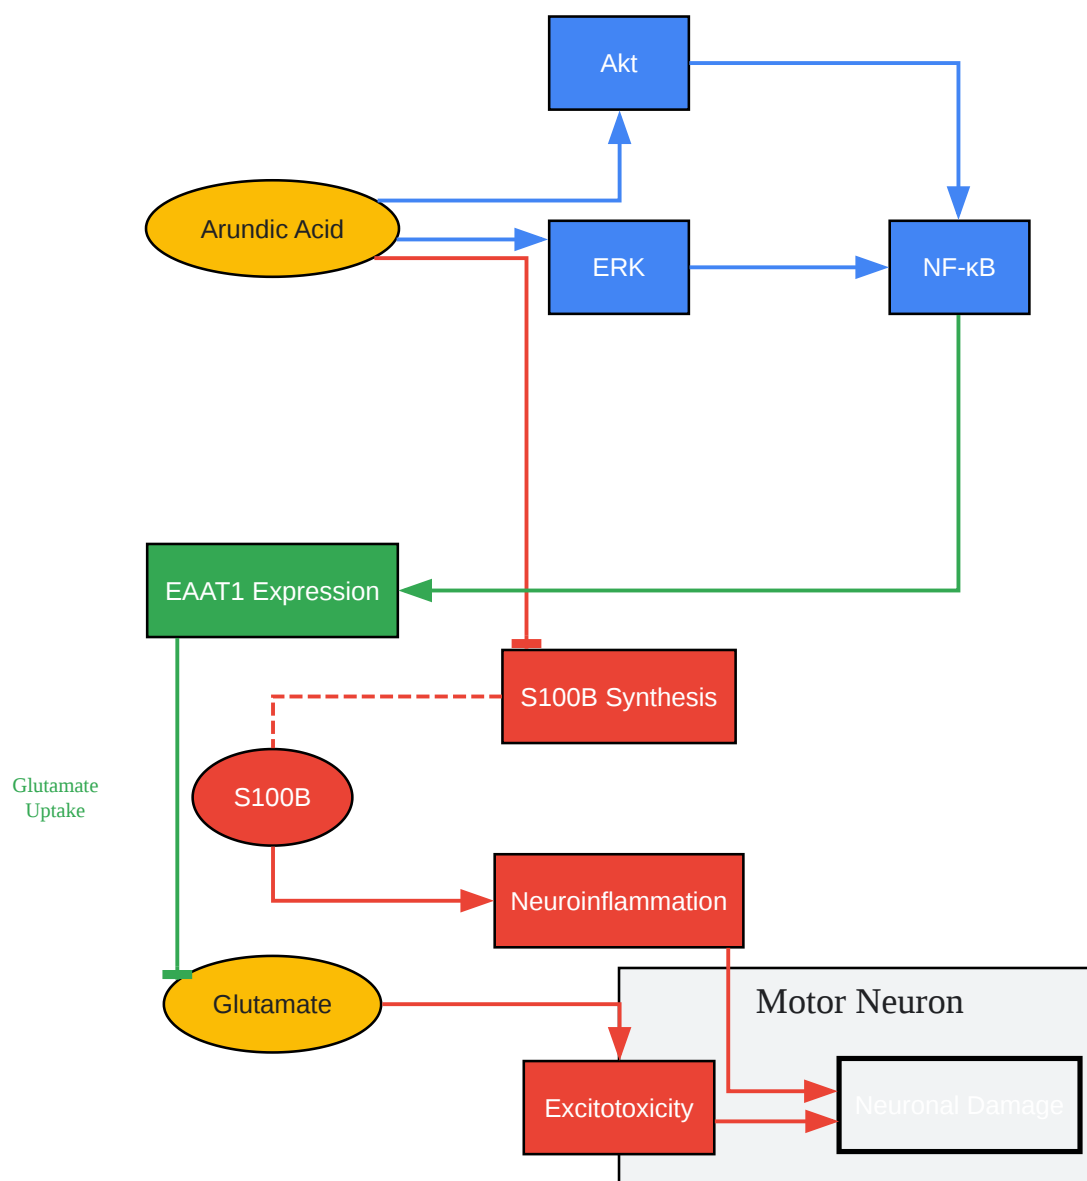 Akt
Arundic Acid
ERK
NF-κB
EAAT1 Expression
S100B Synthesis
Glutamate
Uptake
S100B
Neuroinflammation
Glutamate
Motor Neuron
Excitotoxicity
Neuronal Damage